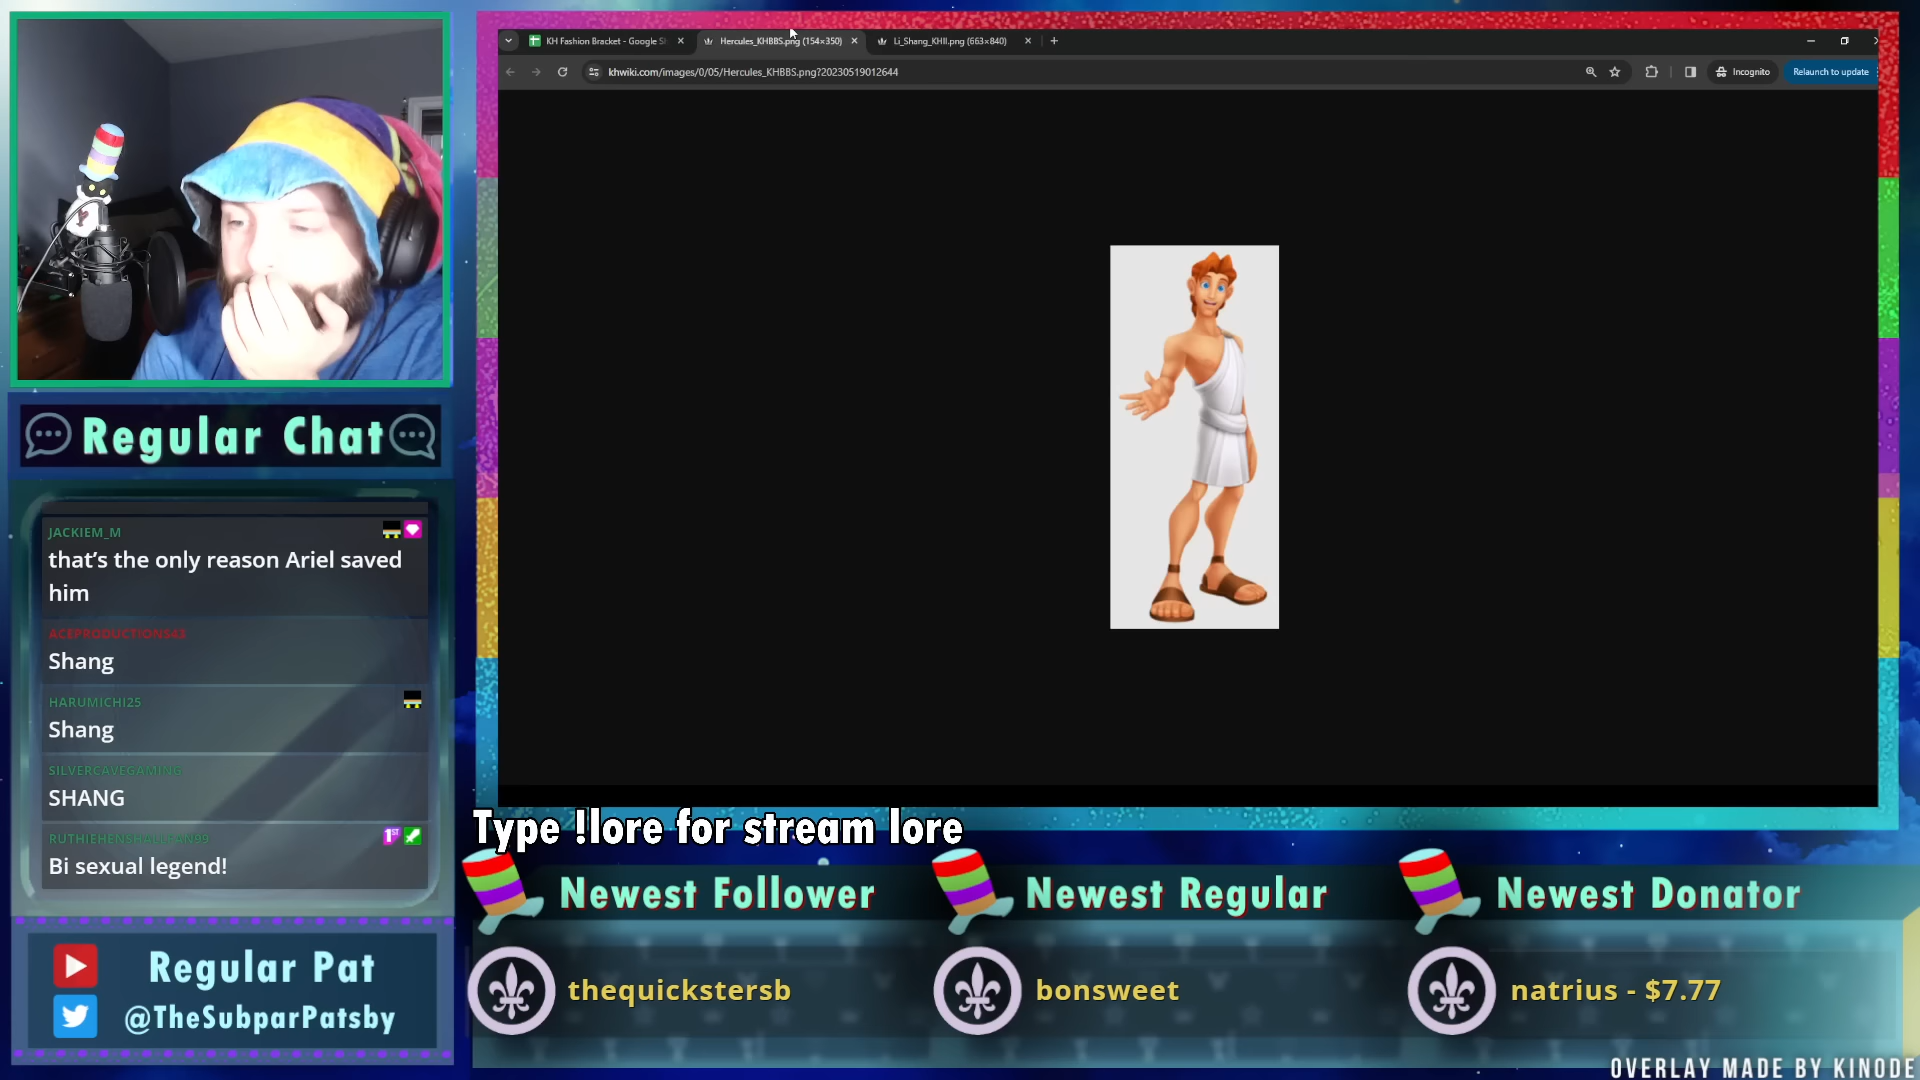 KH Fashion Bracket - Google Sh
Hercules_KHBBS.png (154×350)
Li_Shang_KHII.png (663×840)
khwiki.com/images/0/05/Hercules_KHBBS.png?20230519012644
Incognito
Relaunch to update
Regular Chat
JACKIEM_M
that's the only reason Ariel saved
him
ACEPRODUCTIONS43
Shang
HARUMICHI25
Shang
SILVERCAVEGAMING
SHANG
1ST
Bi sexual legend!
Regular Pat
@TheSubparPatsby
Type !lore for stream lore
Newest Follower
thequickstersb
Newest Regular
bonsweet
Newest Donator
natrius - $7.77
OVERLAY MADE BY KINODE